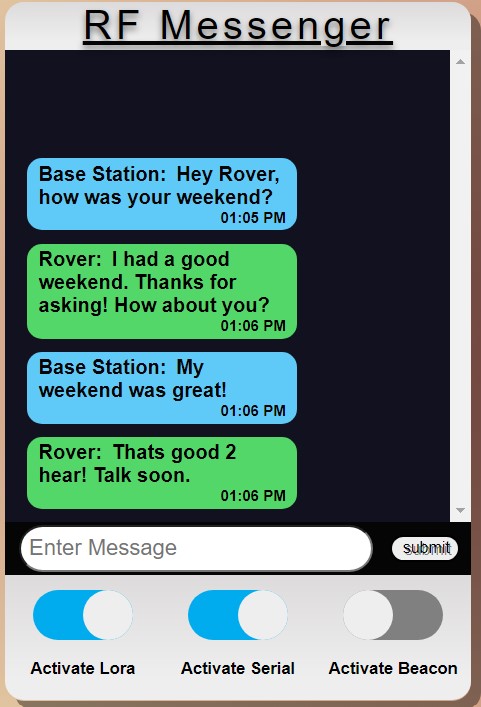 RF Messenger
Base Station:  Hey Rover,
how was your weekend?
01:05 PM
Rover:  I had a good
weekend. Thanks for
asking! How about you?
01:06 PM
Base Station:  My
weekend was great!
01:06 PM
Rover:  Thats good 2
hear! Talk soon.
01:06 PM
Enter Message
submit
Activate Lora
Activate Serial
Activate Beacon